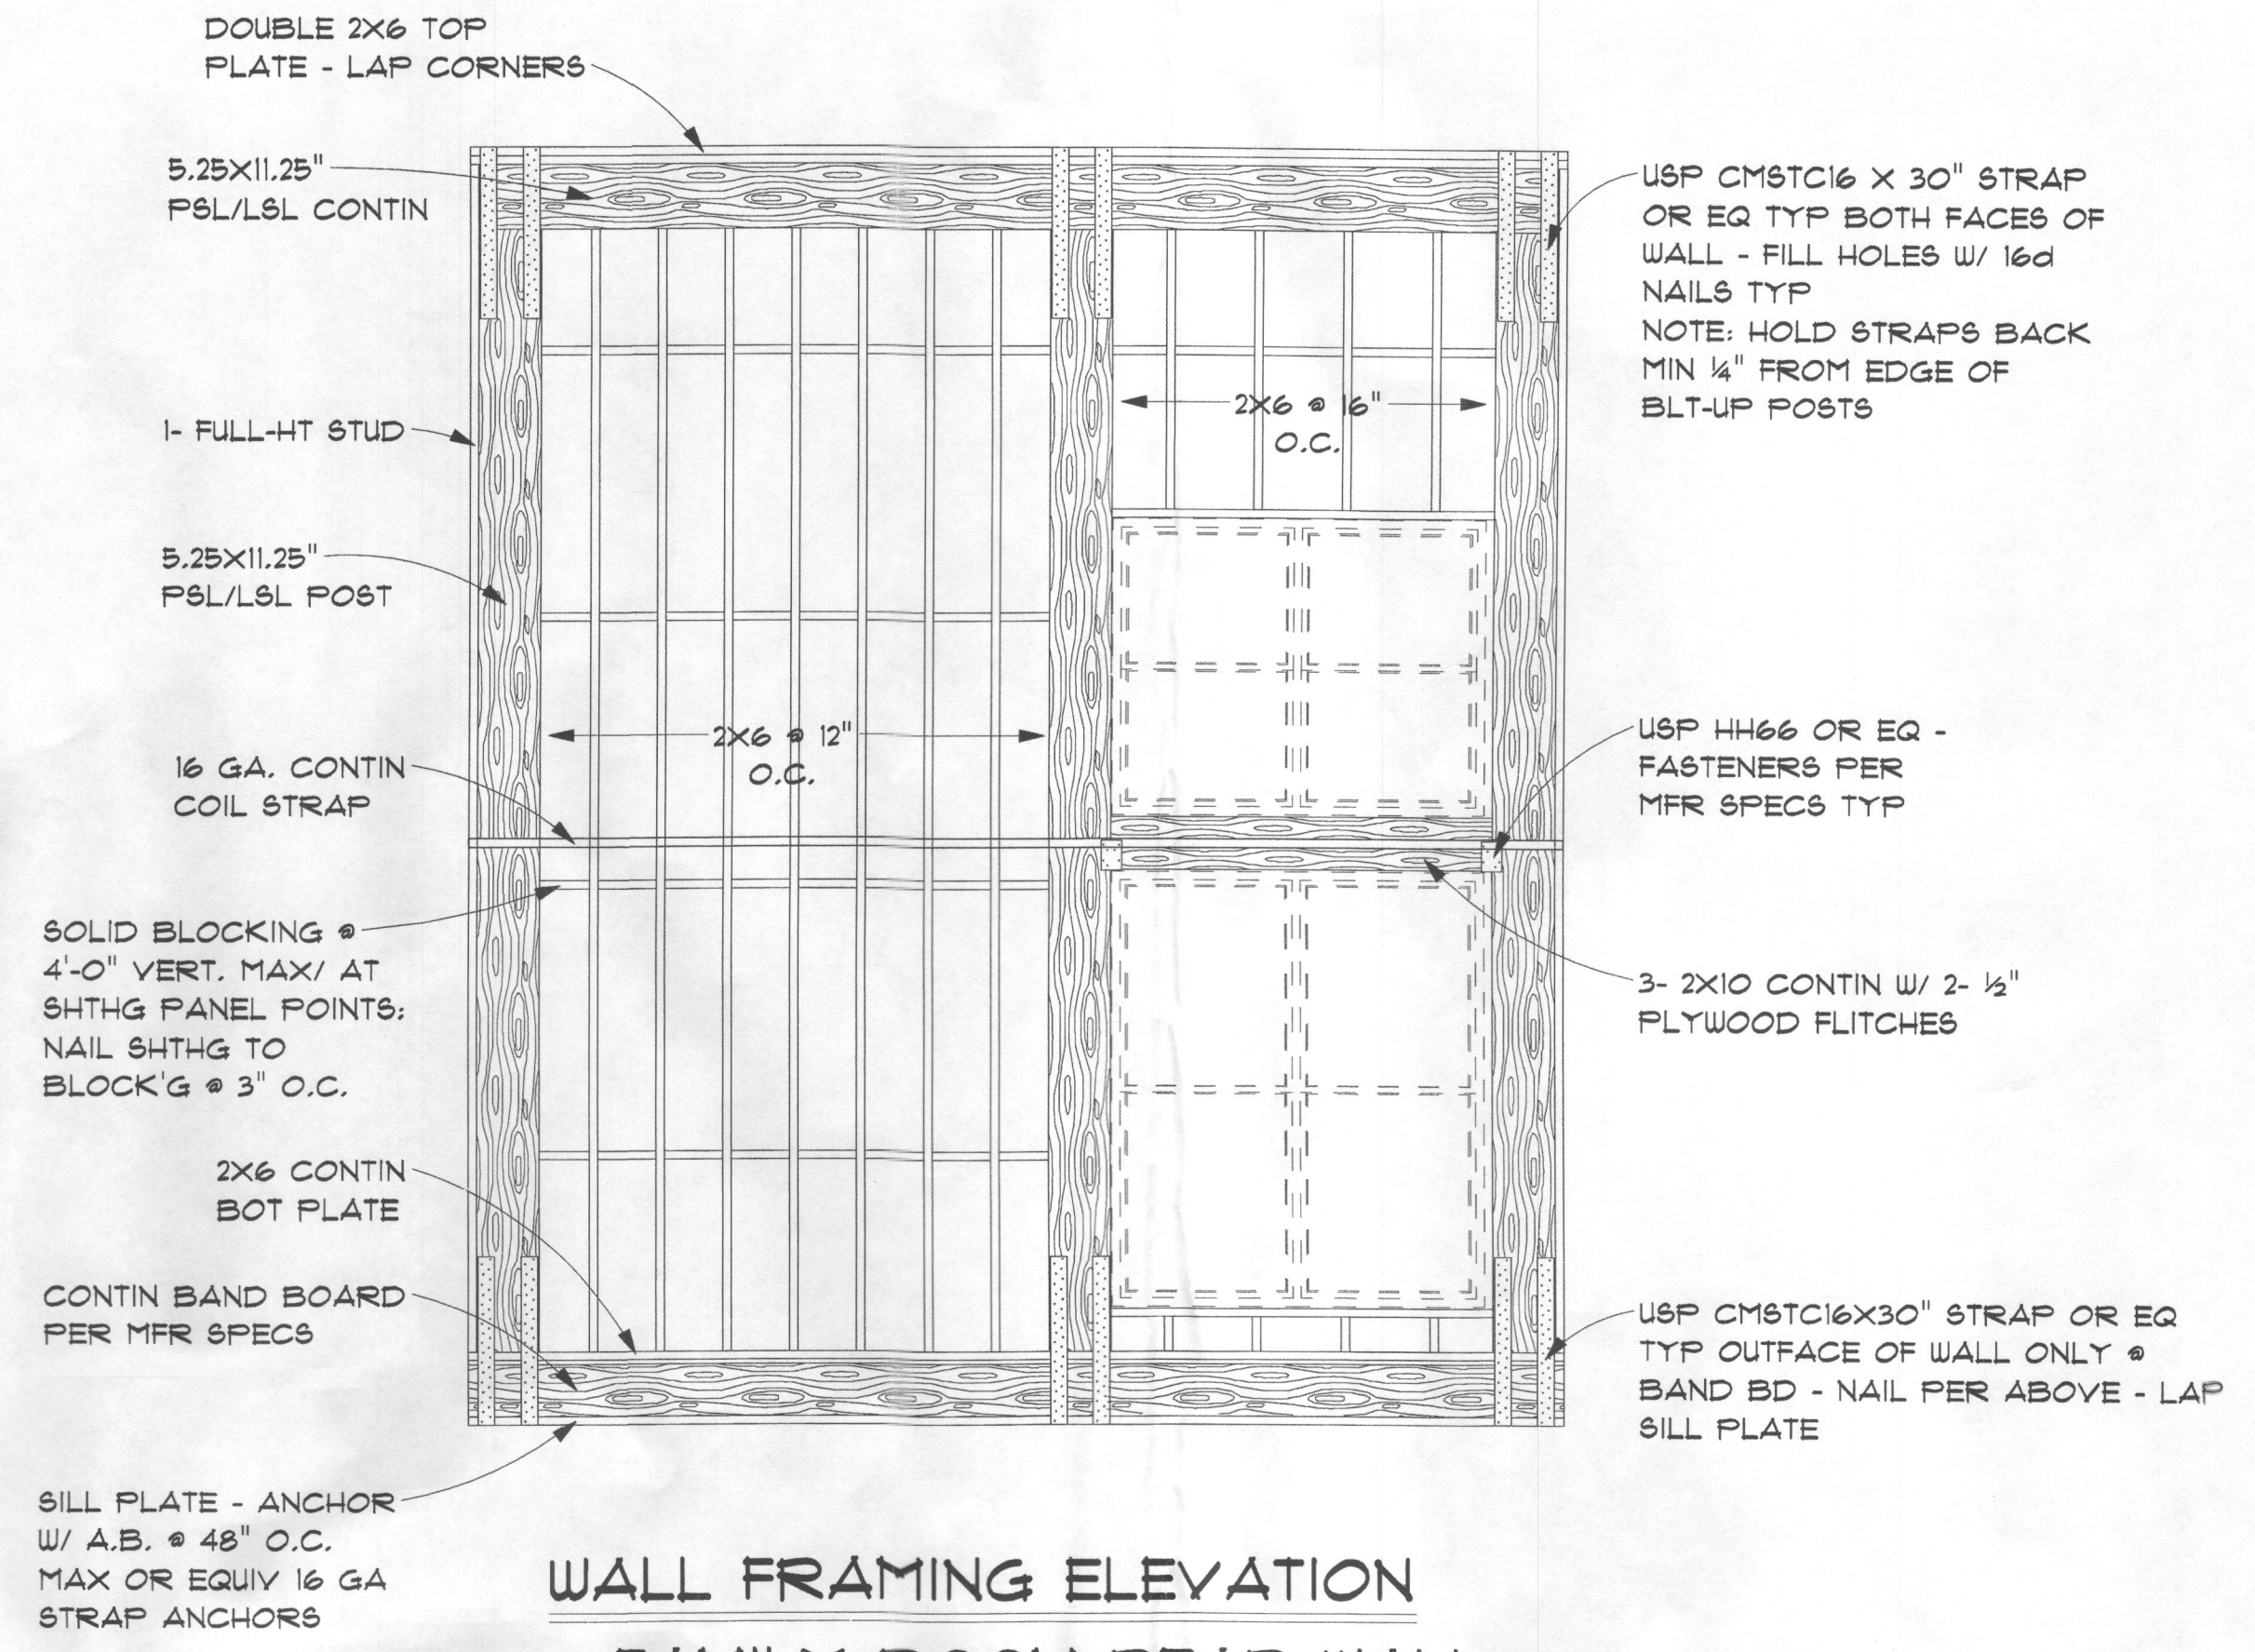 DOUBLE 2X6 TOP
PLATE - LAP CORNERS
5.25X11.25"
PSL/LSL CONTIN
1- FULL-HT STUD
5.25X11.25"
PSL/LSL POST
16 GA. CONTIN
COIL STRAP
SOLID BLOCKING @
4'-0" VERT. MAX/ AT
SHTHG PANEL POINTS:
NAIL SHTHG TO
BLOCK'G @ 3" O.C.
2X6 CONTIN
BOT PLATE
CONTIN BAND BOARD
PER MFR SPECS
SILL PLATE - ANCHOR
W/ A.B. @ 48" O.C.
MAX OR EQUIV 16 GA
STRAP ANCHORS
2X6 @ 12"
O.C.
2X6 @ 16"
O.C.
USP CMSTC16 X 30" STRAP
OR EQ TYP BOTH FACES OF
WALL - FILL HOLES W/ 16d
NAILS TYP
NOTE: HOLD STRAPS BACK
MIN ¼" FROM EDGE OF
BLT-UP POSTS
USP HH66 OR EQ -
FASTENERS PER
MFR SPECS TYP
3- 2X10 CONTIN W/ 2- ½"
PLYWOOD FLITCHES
USP CMSTC16X30" STRAP OR EQ
TYP OUTFACE OF WALL ONLY @
BAND BD - NAIL PER ABOVE - LAP
SILL PLATE
WALL FRAMING ELEVATION